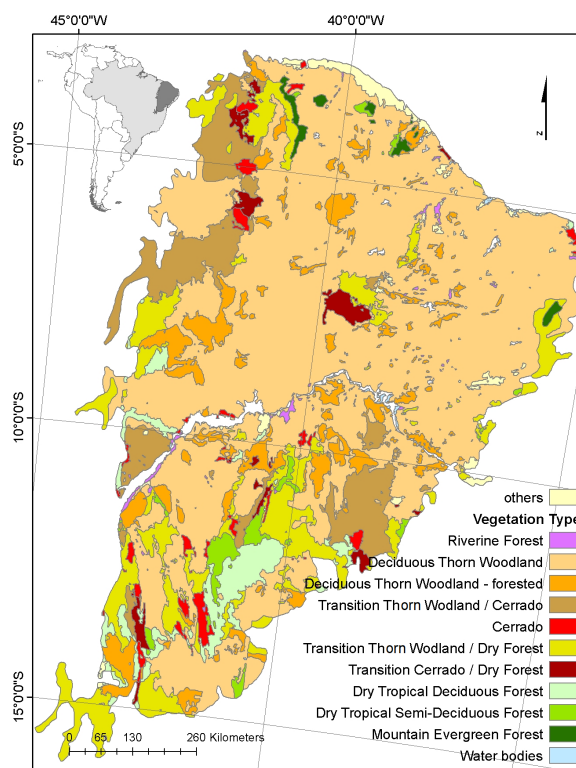 45°0'0"W 40°0'0"W
z
5°0'0"S
10°0'0"S
15°0'0"S
others
Vegetation Type
Riverine Forest
Deciduous Thorn Woodland
Deciduous Thorn Woodland - forested
Transition Thorn Wodland / Cerrado
Cerrado
Transition Thorn Wodland / Dry Forest
Transition Cerrado / Dry Forest
Dry Tropical Deciduous Forest
Dry Tropical Semi-Deciduous Forest
Mountain Evergreen Forest
Water bodies
0 65 130 260 Kilometers